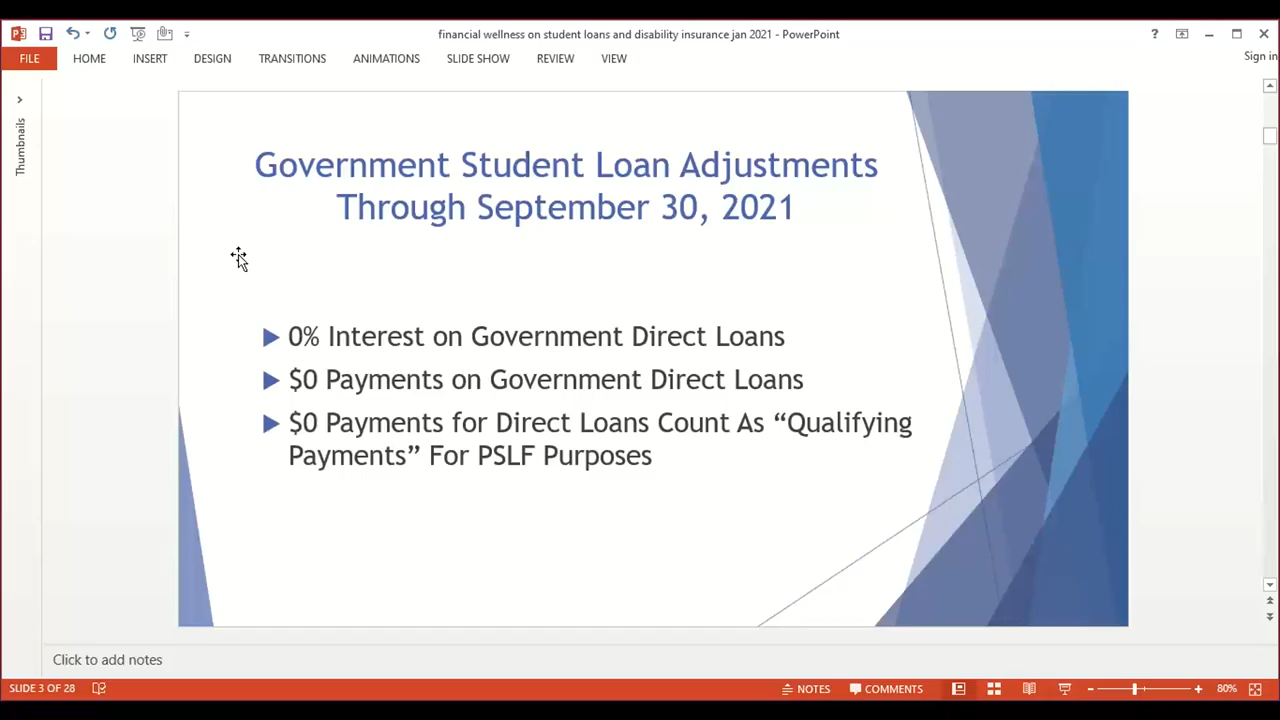 financial wellness on student loans and disability insurance jan 2021 - PowerPoint
?
FILE HOME INSERT DESIGN TRANSITIONS ANIMATIONS SLIDE SHOW REVIEW VIEW
Sign in
Thumbnails
Government Student Loan Adjustments
Through September 30, 2021
0% Interest on Government Direct Loans
$0 Payments on Government Direct Loans
$0 Payments for Direct Loans Count As “Qualifying
Payments” For PSLF Purposes
Click to add notes
SLIDE 3 OF 28 NOTES COMMENTS 80%